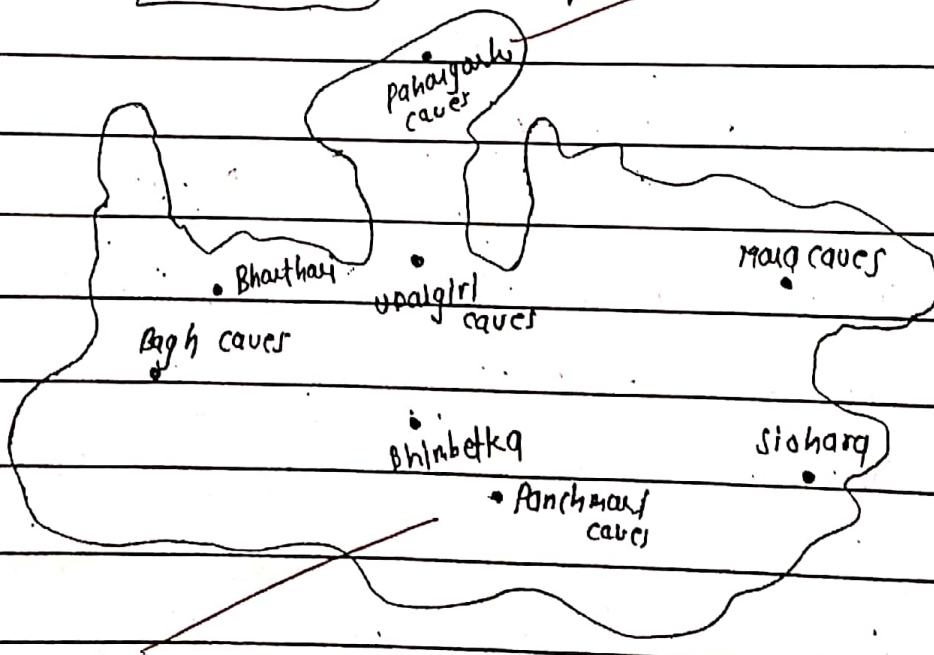 Pahargarh
caves
Bharthari
Udaigiri
caves
Mara caves
Bagh caves
Bhimbetka
Siohara
Panchmari
caves